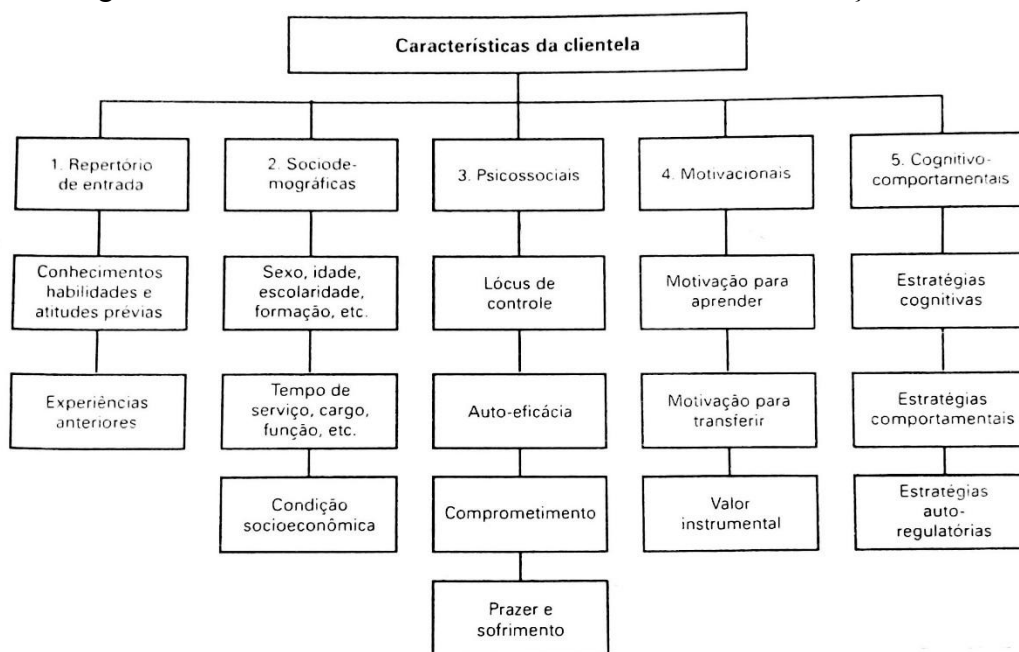 Características da clientela
1. Repertório
de entrada
2. Sociode-
mográficas
3. Psicossociais
4. Motivacionais
5. Cognitivo-
comportamentais
Conhecimentos
habilidades e
atitudes prévias
Sexo, idade,
escolaridade,
formação, etc.
Lócus de
controle
Motivação para
aprender
Estratégias
cognitivas
Experiências
anteriores
Tempo de
serviço, cargo,
função, etc.
Auto-eficácia
Motivação para
transferir
Estratégias
comportamentais
Condição
socioeconômica
Comprometimento
Valor
instrumental
Estratégias
auto-
regulatórias
Prazer e
sofrimento